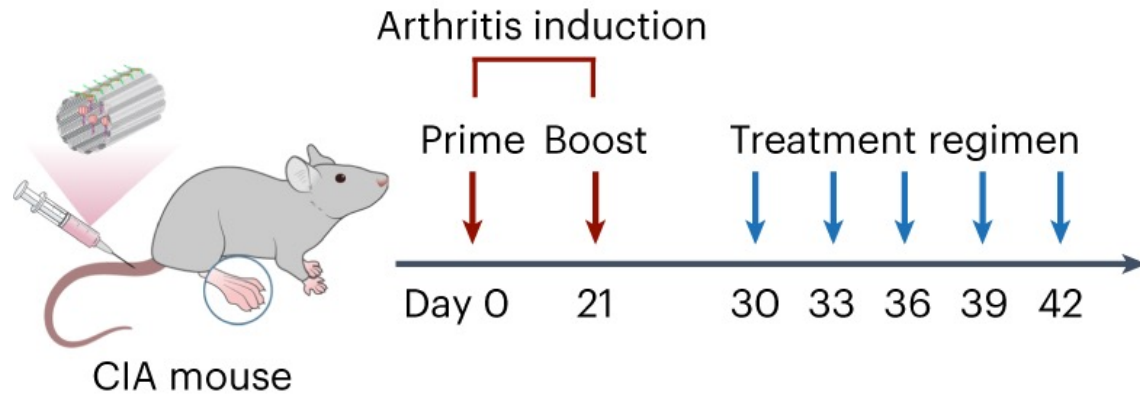 Arthritis induction
Prime Boost Treatment regimen
Day 0 21 30 33 36 39 42
CIA mouse